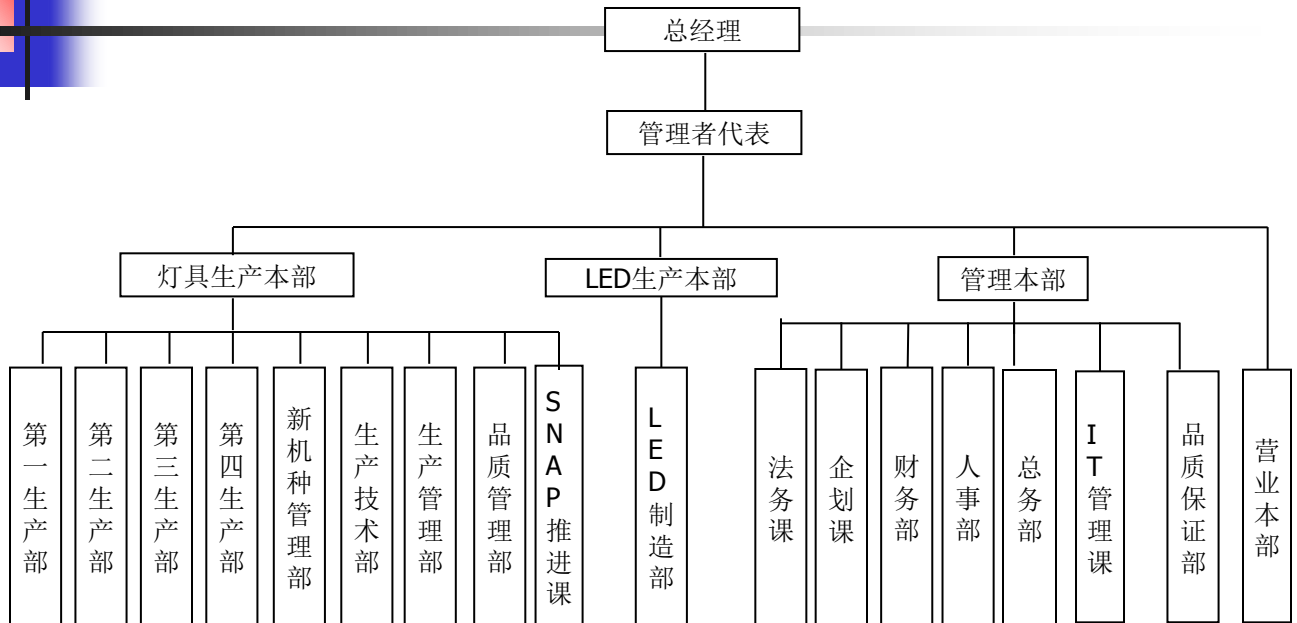 总经理
管理者代表
灯具生产本部
LED生产本部
管理本部
第一生产部
第二生产部
第三生产部
第四生产部
新机种管理部
生产技术部
生产管理部
品质管理部
SNAP推进课
LED制造部
法务课
企划课
财务部
人事部
总务部
IT管理课
品质保证部
营业本部